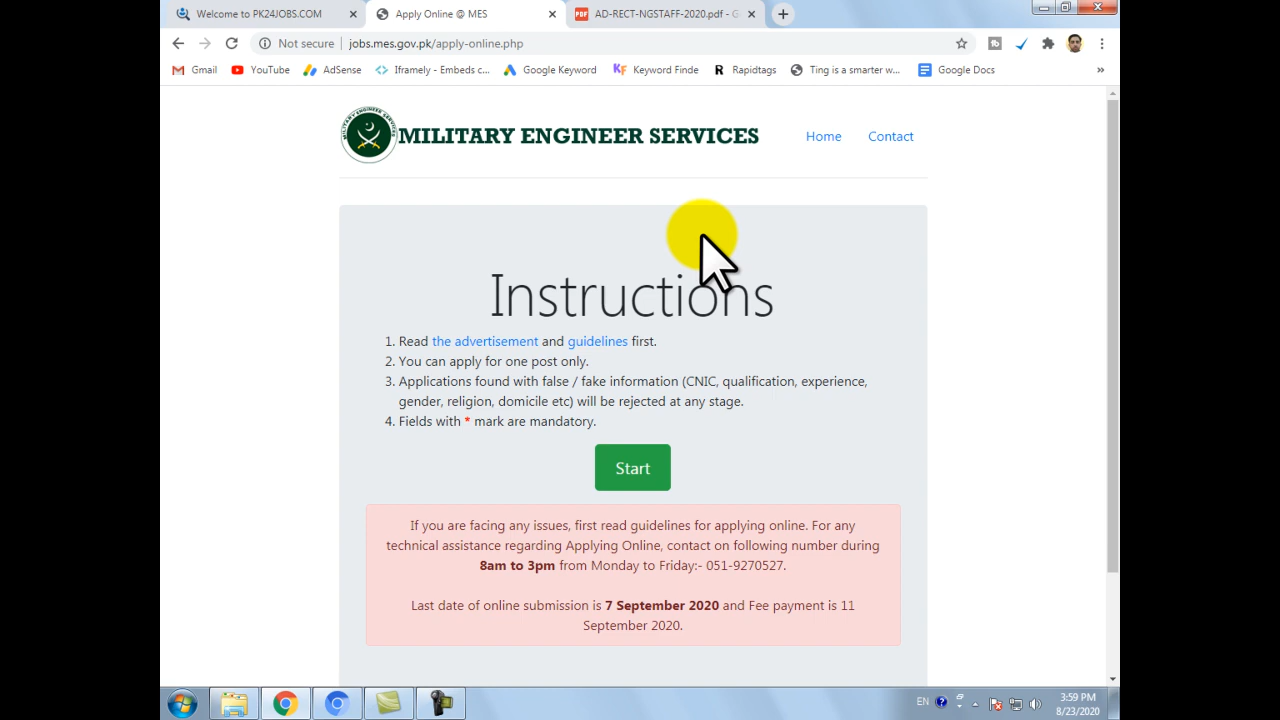 Welcome to PK24JOBS.COM
Apply Online @ MES
PDF AD-RECT-NGSTAFF-2020.pdf - G
Not secure | jobs.mes.gov.pk/apply-online.php
Gmail YouTube AdSense Iframely - Embeds c... Google Keyword KF Keyword Finde R Rapidtags Ting is a smarter w... Google Docs »
MILITARY ENGINEER SERVICES
Home Contact
Instructions
1. Read the advertisement and guidelines first.
2. You can apply for one post only.
3. Applications found with false / fake information (CNIC, qualification, experience,
gender, religion, domicile etc) will be rejected at any stage.
4. Fields with * mark are mandatory.
Start
If you are facing any issues, first read guidelines for applying online. For any
technical assistance regarding Applying Online, contact on following number during
8am to 3pm from Monday to Friday:- 051-9270527.
Last date of online submission is 7 September 2020 and Fee payment is 11
September 2020.
EN
3:59 PM
8/23/2020